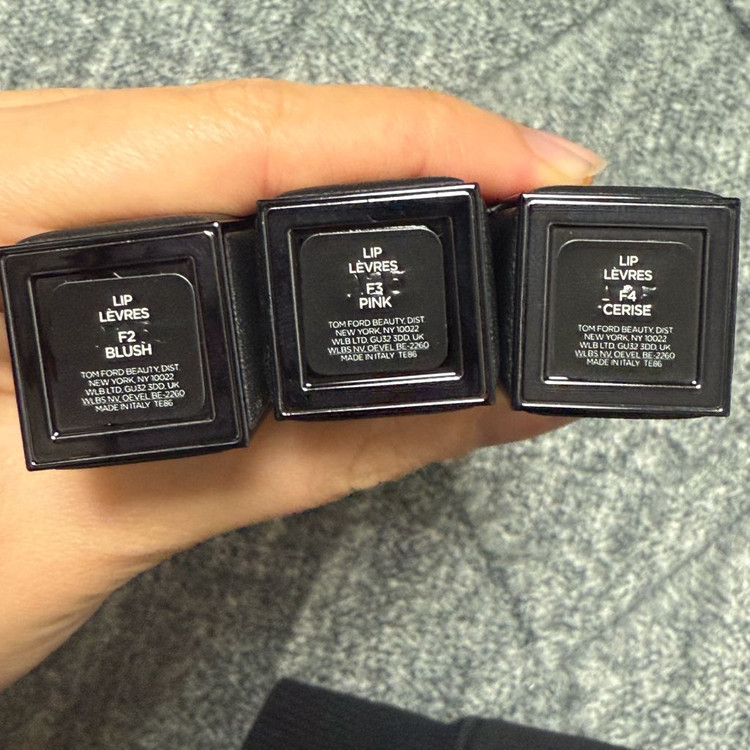 LIP
LÈVRES
F2
BLUSH
TOM FORD BEAUTY, DIST.
NEW YORK, NY 10022
WLB LTD, GU32 3DD, UK
WLBS NV, OEVEL BE-2260
MADE IN ITALY TE86
LIP
LÈVRES
F3
PINK
TOM FORD BEAUTY, DIST.
NEW YORK, NY 10022
WLB LTD, GU32 3DD, UK
WLBS NV, OEVEL BE-2260
MADE IN ITALY TE86
LIP
LÈVRES
F4
CERISE
TOM FORD BEAUTY, DIST.
NEW YORK, NY 10022
WLB LTD, GU32 3DD, UK
WLBS NV, OEVEL BE-2260
MADE IN ITALY TE86